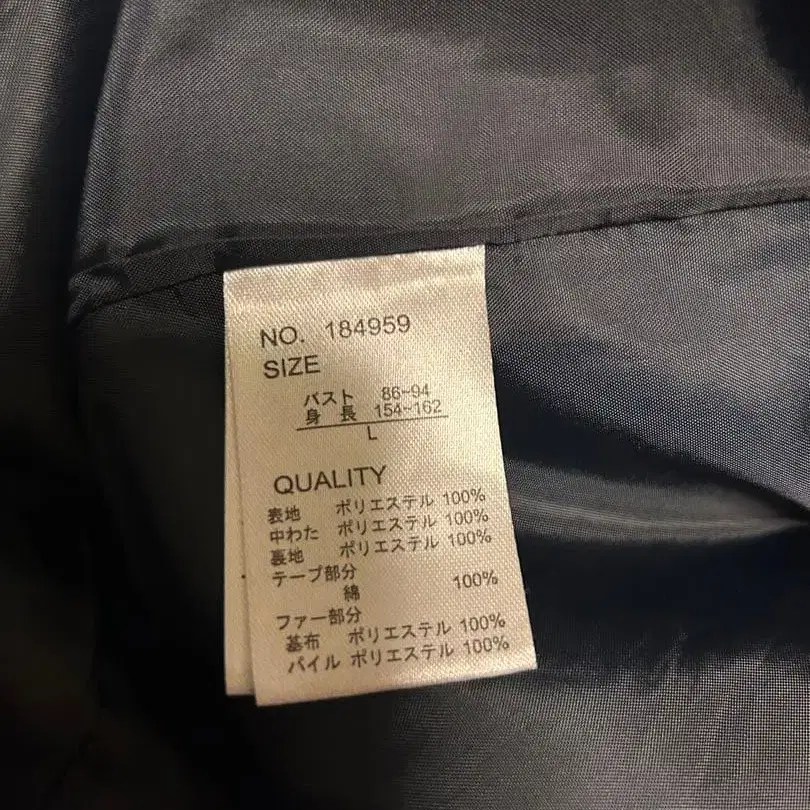 NO. 184959
SIZE
バスト 86~94
身長 154~162
L
QUALITY
表地 ポリエステル 100%
中わた ポリエステル 100%
裏地 ポリエステル 100%
テープ部分
綿 100%
ファー部分
基布 ポリエステル 100%
パイル ポリエステル 100%